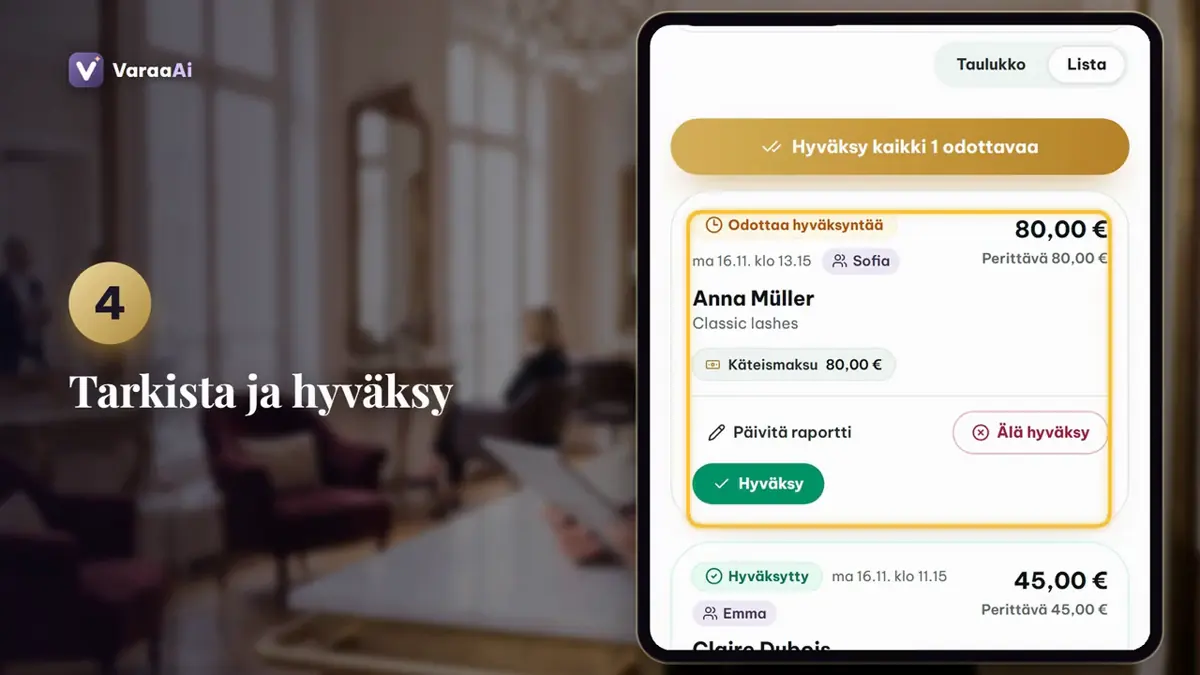 VaraaAi
4
Tarkista ja hyväksy
Taulukko
Lista
Hyväksy kaikki 1 odottavaa
Odottaa hyväksyntää
80,00 €
ma 16.11. klo 13.15
Sofia
Perittävä 80,00 €
Anna Müller
Classic lashes
Käteismaksu 80,00 €
Päivitä raportti
Älä hyväksy
Hyväksy
Hyväksytty
ma 16.11. klo 11.15
45,00 €
Emma
Perittävä 45,00 €
Claire Dubois